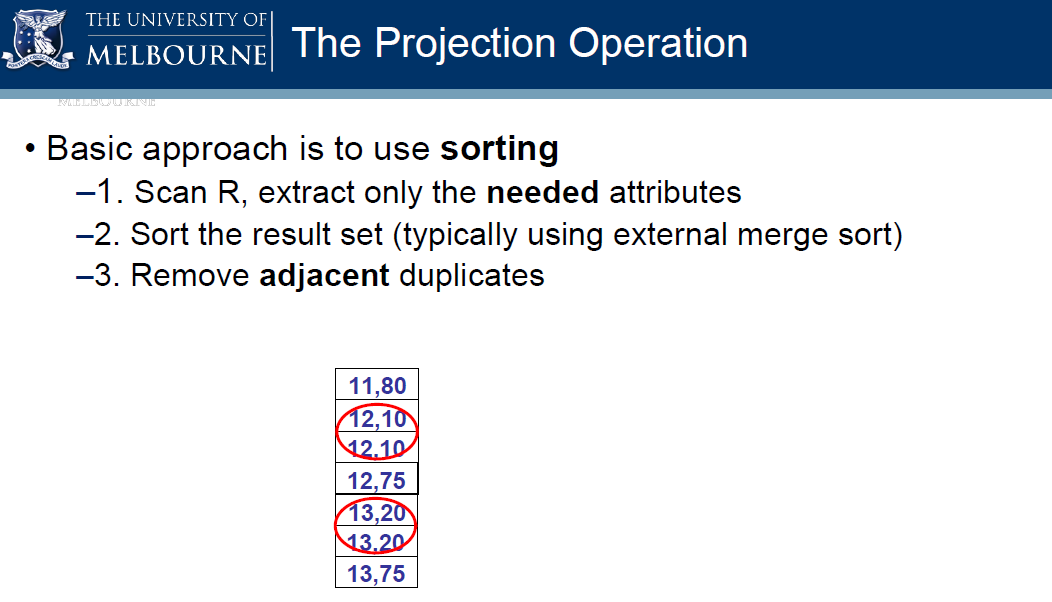 THE UNIVERSITY OF
MELBOURNE
The Projection Operation
MELBOURNE
• Basic approach is to use sorting
–1. Scan R, extract only the needed attributes
–2. Sort the result set (typically using external merge sort)
–3. Remove adjacent duplicates
11,80
12,10
12,10
12,75
13,20
13,20
13,75